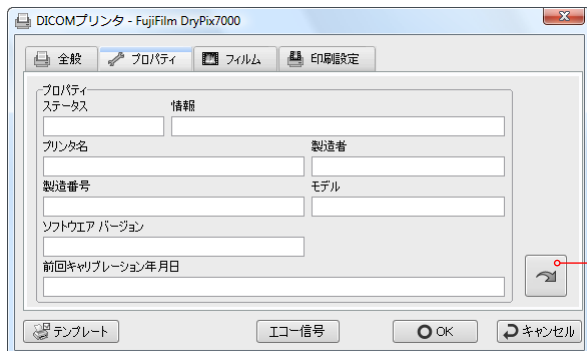 DICOMプリンタ - FujiFilm DryPix7000
全般 プロパティ フィルム 印刷設定
プロパティ
ステータス 情報
プリンタ名 製造者
製造番号 モデル
ソフトウエア バージョン
前回キャリブレーション年月日
テンプレート エコー信号 OK キャンセル